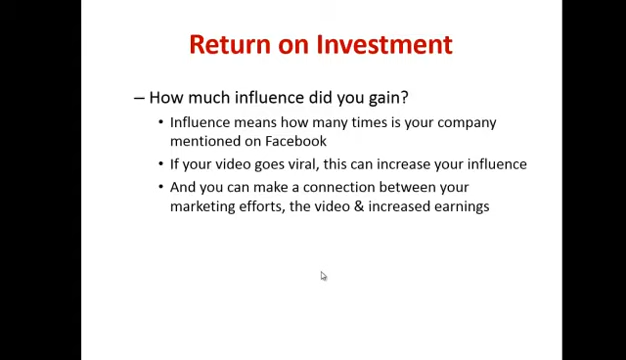 Return on Investment
– How much influence did you gain?
• Influence means how many times is your company
mentioned on Facebook
• If your video goes viral, this can increase your influence
• And you can make a connection between your
marketing efforts, the video & increased earnings